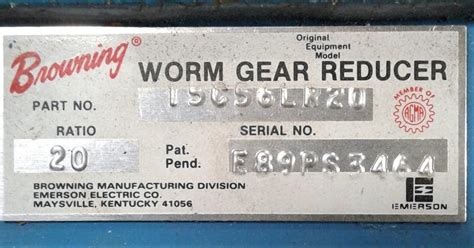 Browning®
Original
Equipment
Model
WORM GEAR REDUCER
PART NO.
15CS6LR20
MEMBER OF
AGMA
RATIO
20
Pat.
Pend.
SERIAL NO.
E89PS3464
BROWNING MANUFACTURING DIVISION
EMERSON ELECTRIC CO.
MAYSVILLE, KENTUCKY 41056
EMERSON